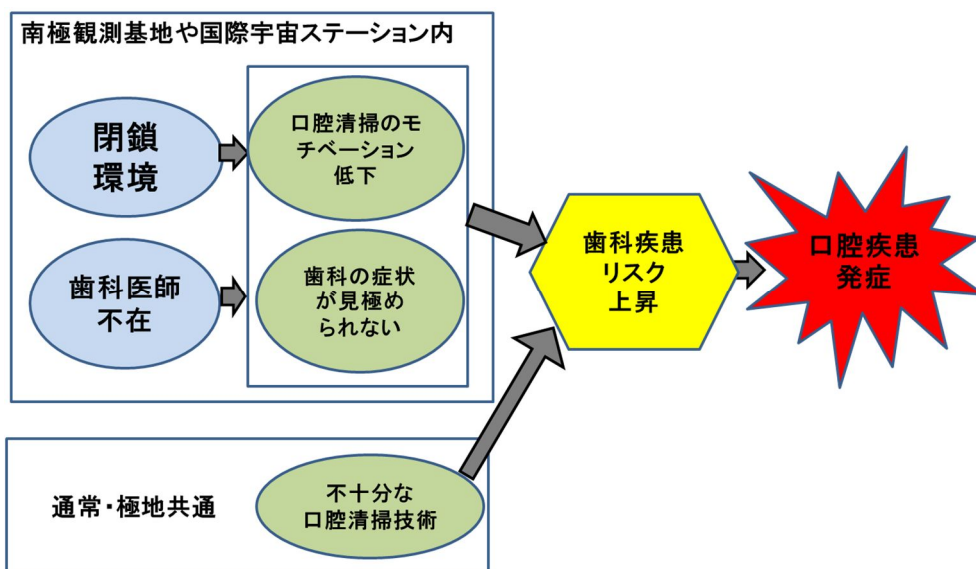 南極観測基地や国際宇宙ステーション内
閉鎖
環境
口腔清掃のモ
チベーション
低下
歯科医師
不在
歯科の症状
が見極め
られない
歯科疾患
リスク
上昇
口腔疾患
発症
通常・極地共通
不十分な
口腔清掃技術